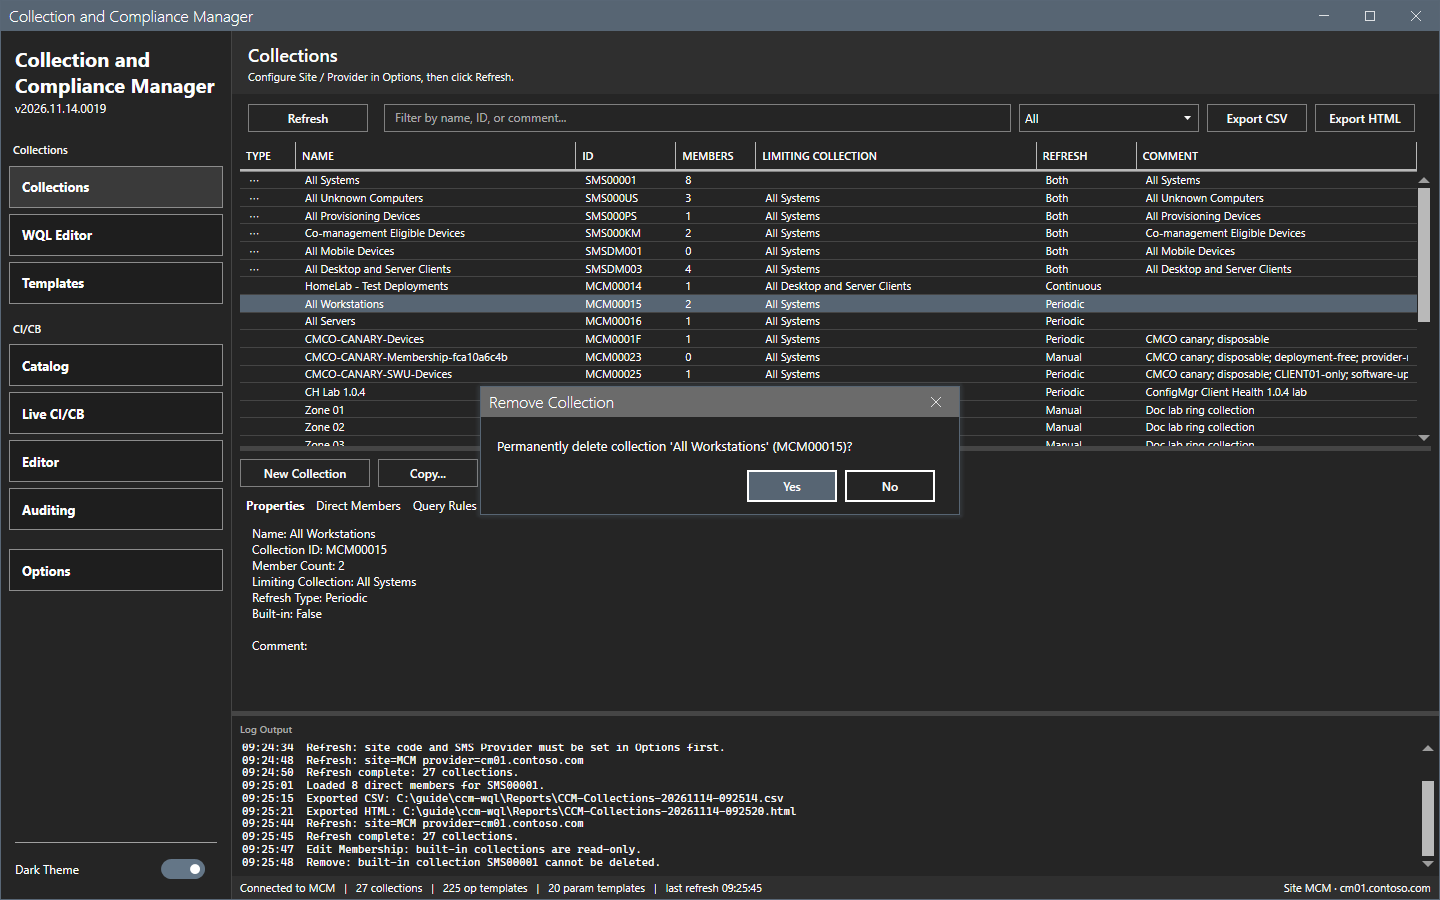 Collection and Compliance Manager
Collection and
Compliance Manager
v2026.11.14.0019
Collections
Collections
WQL Editor
Templates
CI/CB
Catalog
Live CI/CB
Editor
Auditing
Options
Dark Theme
Collections
Configure Site / Provider in Options, then click Refresh.
Refresh
Filter by name, ID, or comment...
All
Export CSV
Export HTML
TYPE NAME ID MEMBERS LIMITING COLLECTION REFRESH COMMENT
... All Systems SMS00001 8 Both All Systems
... All Unknown Computers SMS000US 3 All Systems Both All Unknown Computers
... All Provisioning Devices SMS000PS 1 All Systems Both All Provisioning Devices
... Co-management Eligible Devices SMS000KM 2 All Systems Both Co-management Eligible Devices
... All Mobile Devices SMSDM001 0 All Systems Both All Mobile Devices
... All Desktop and Server Clients SMSDM003 4 All Systems Both All Desktop and Server Clients
HomeLab - Test Deployments MCM00014 1 All Desktop and Server Clients Continuous
All Workstations MCM00015 2 All Systems Periodic
All Servers MCM00016 1 All Systems Periodic
CMCO-CANARY-Devices MCM0001F 1 All Systems Periodic CMCO canary; disposable
CMCO-CANARY-Membership-fca10a6c4b MCM00023 0 All Systems Manual CMCO canary; disposable; deployment-free; provider-
CMCO-CANARY-SWU-Devices MCM00025 1 All Systems Periodic CMCO canary; disposable; CLIENT01-only; software-up
CH Lab 1.0.4 Periodic ConfigMgr Client Health 1.0.4 lab
Zone 01 Manual Doc lab ring collection
Zone 02 Manual Doc lab ring collection
Zone 03 Manual Doc lab ring collection
Remove Collection
Permanently delete collection 'All Workstations' (MCM00015)?
Yes
No
New Collection
Copy...
Properties Direct Members Query Rules
Name: All Workstations
Collection ID: MCM00015
Member Count: 2
Limiting Collection: All Systems
Refresh Type: Periodic
Built-in: False
Comment:
Log Output
09:24:34 Refresh: site code and SMS Provider must be set in Options first.
09:24:48 Refresh: site=MCM provider=cm01.contoso.com
09:24:50 Refresh complete: 27 collections.
09:25:01 Loaded 8 direct members for SMS00001.
09:25:15 Exported CSV: C:\guide\ccm-wql\Reports\CCM-Collections-20261114-092514.csv
09:25:21 Exported HTML: C:\guide\ccm-wql\Reports\CCM-Collections-20261114-092520.html
09:25:44 Refresh: site=MCM provider=cm01.contoso.com
09:25:45 Refresh complete: 27 collections.
09:25:47 Edit Membership: built-in collections are read-only.
09:25:48 Remove: built-in collection SMS00001 cannot be deleted.
Connected to MCM | 27 collections | 225 op templates | 20 param templates | last refresh 09:25:45
Site MCM · cm01.contoso.com